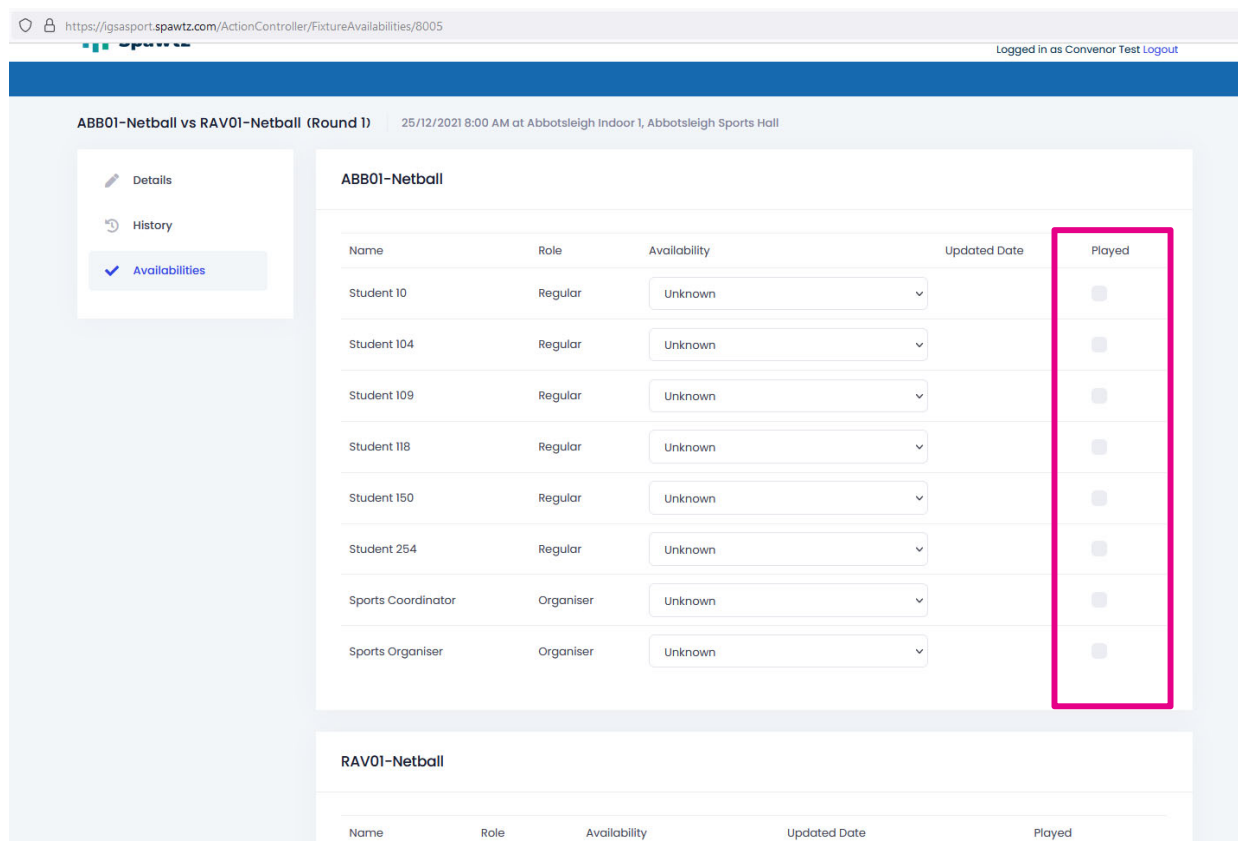 https://igsasport.spawtz.com/ActionController/FixtureAvailabilities/8005
Spawtz
Logged in as Convenor Test Logout
ABB01-Netball vs RAV01-Netball (Round 1) 25/12/2021 8:00 AM at Abbotsleigh Indoor 1, Abbotsleigh Sports Hall
Details
History
Availabilities
ABB01-Netball
Name Role Availability Updated Date Played
Student 10 Regular Unknown
Student 104 Regular Unknown
Student 109 Regular Unknown
Student 118 Regular Unknown
Student 150 Regular Unknown
Student 254 Regular Unknown
Sports Coordinator Organiser Unknown
Sports Organiser Organiser Unknown
RAV01-Netball
Name Role Availability Updated Date Played